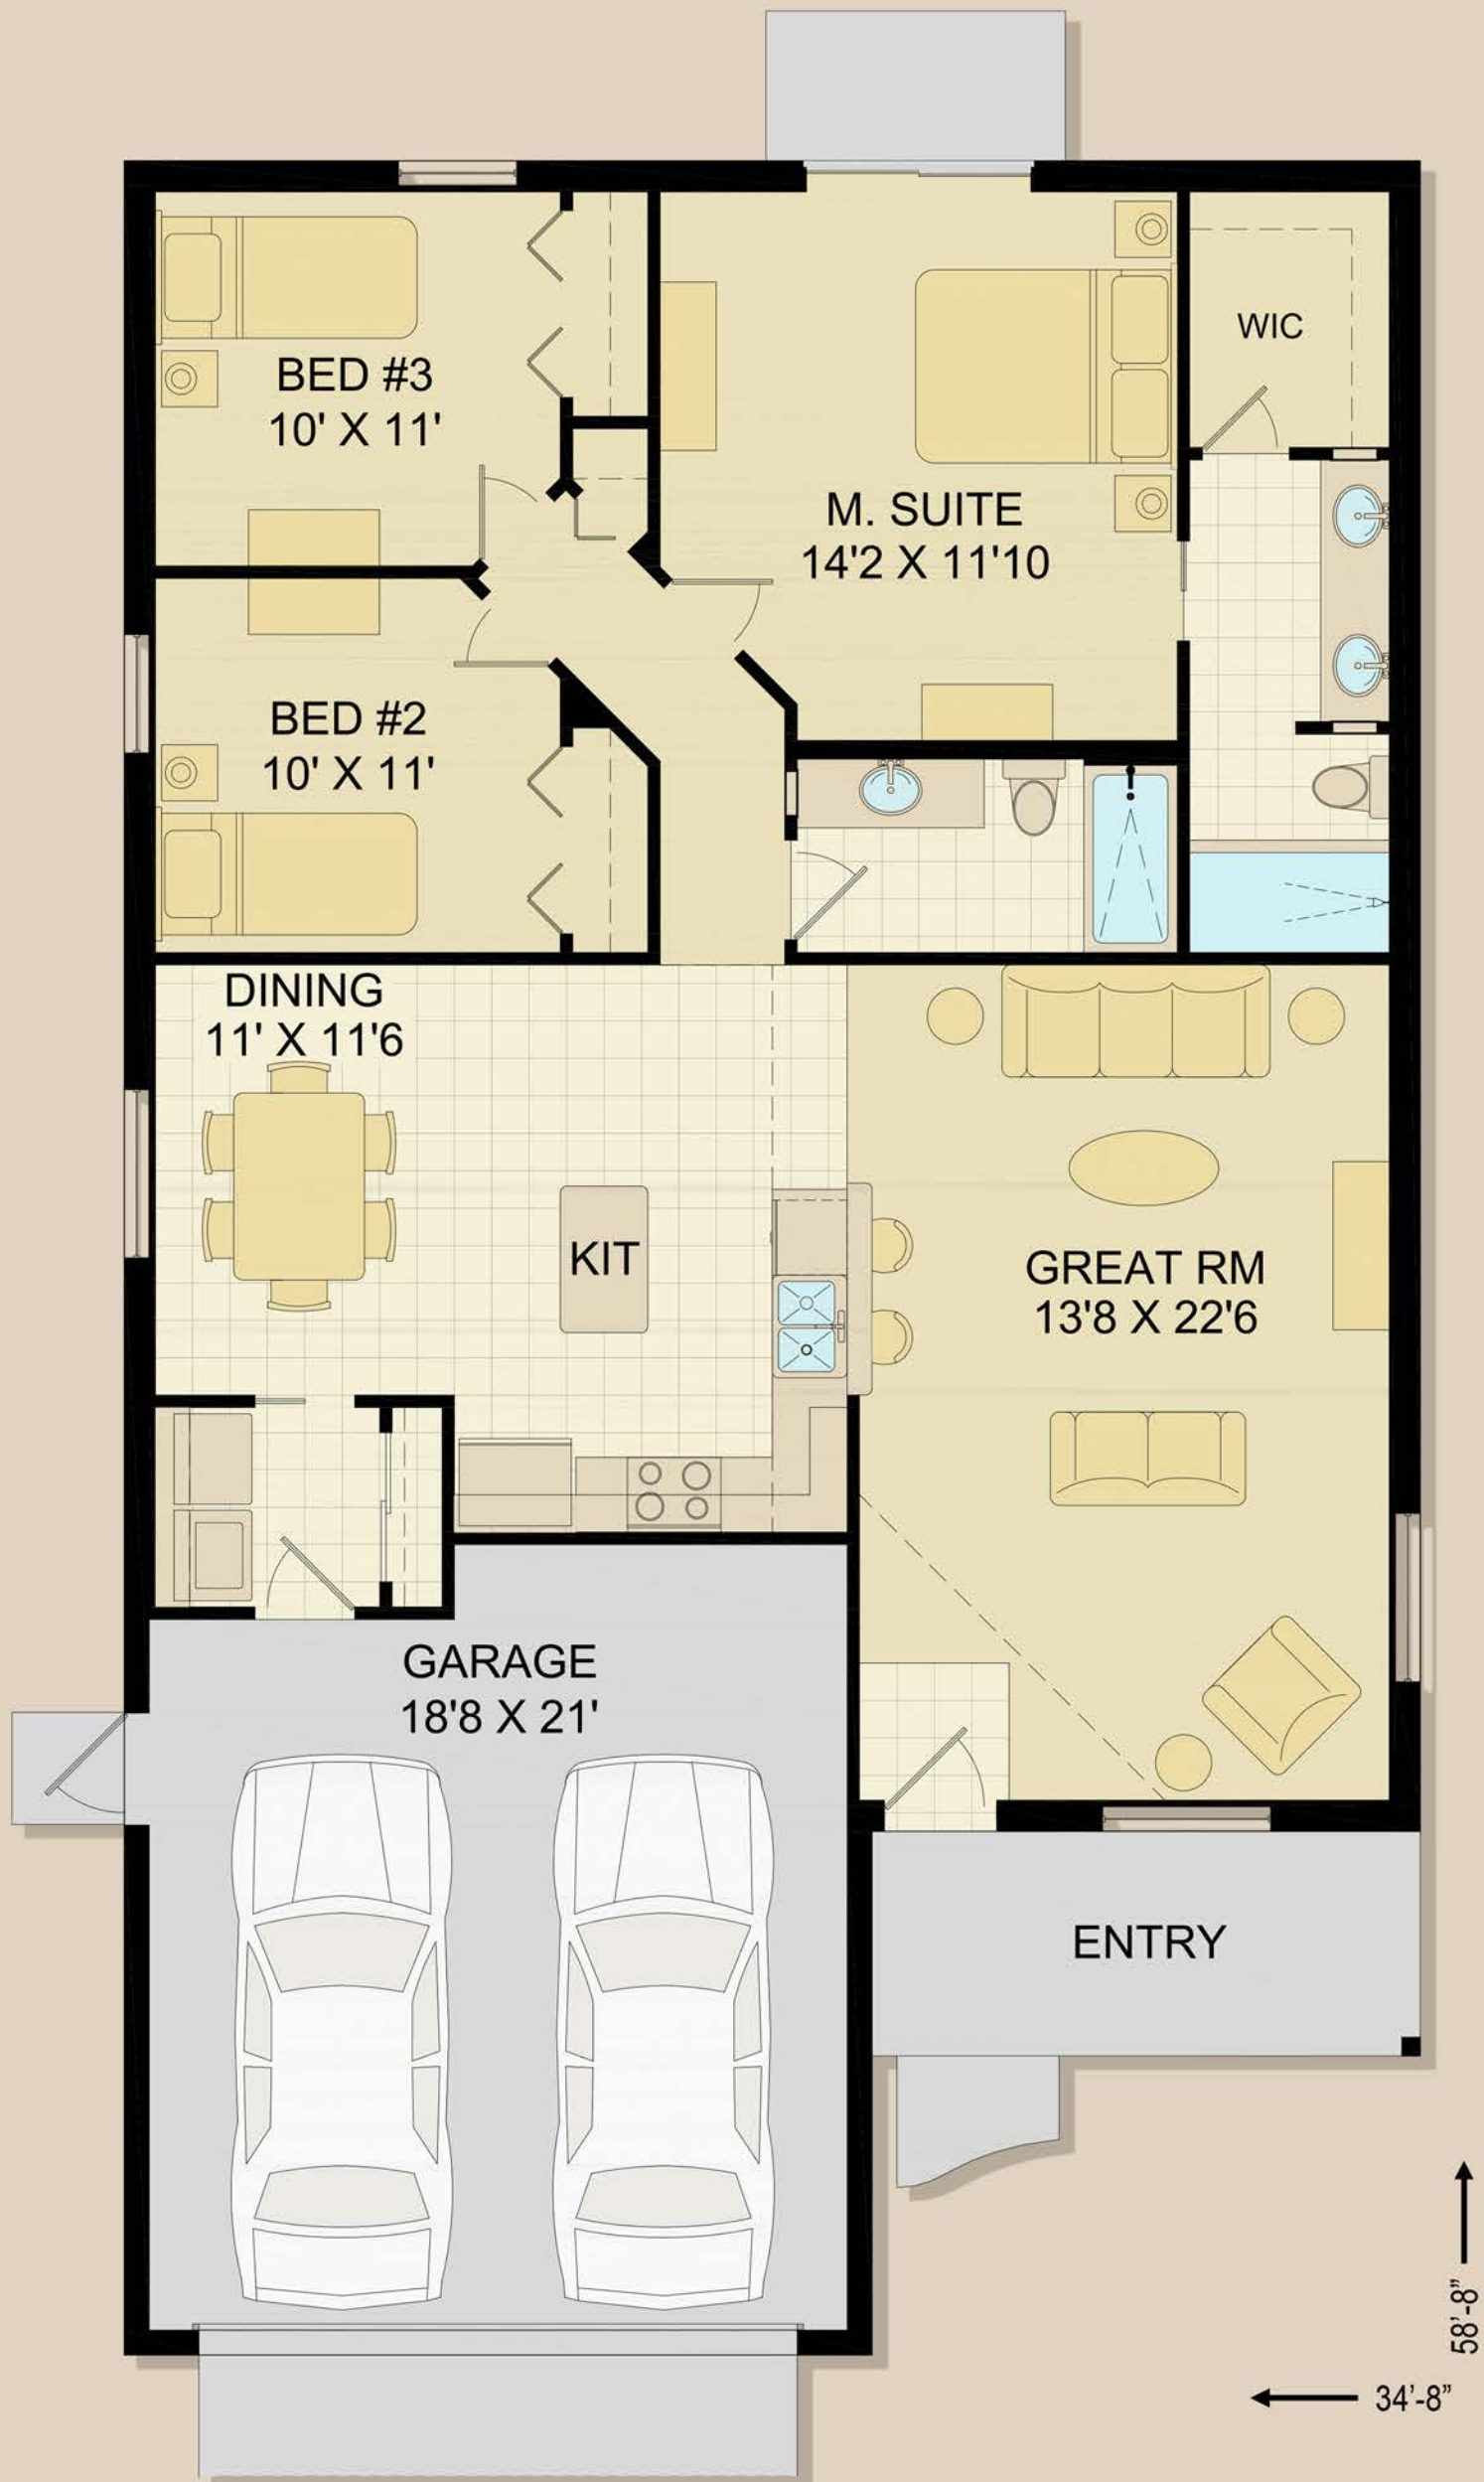 BED #3
10' X 11'
WIC
M. SUITE
14'2 X 11'10
BED #2
10' X 11'
DINING
11' X 11'6
KIT
GREAT RM
13'8 X 22'6
GARAGE
18'8 X 21'
ENTRY
58'-8"
34'-8"